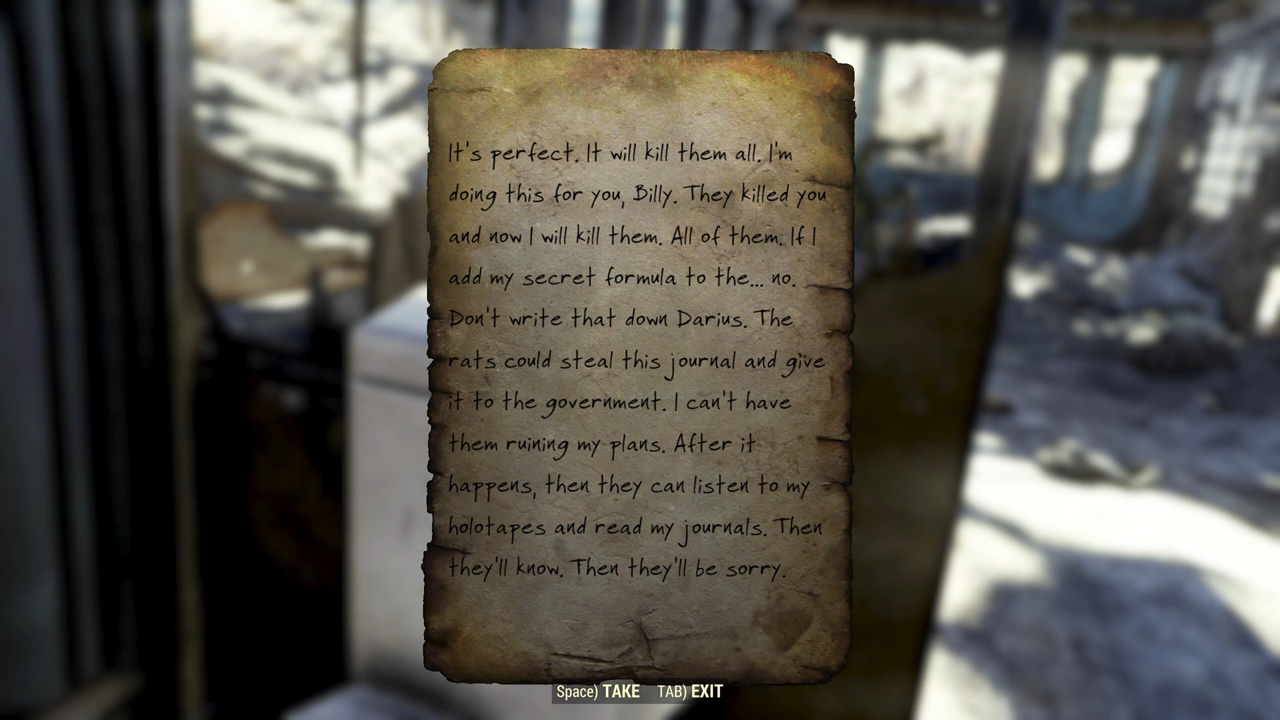 It's perfect. It will kill them all. I'm
doing this for you, Billy. They killed you
and now I will kill them. All of them. If I
add my secret formula to the... no.
Don't write that down Darius. The
rats could steal this journal and give
it to the government. I can't have
them ruining my plans. After it
happens, then they can listen to my
holotapes and read my journals. Then
they'll know. Then they'll be sorry.
Space) TAKE TAB) EXIT